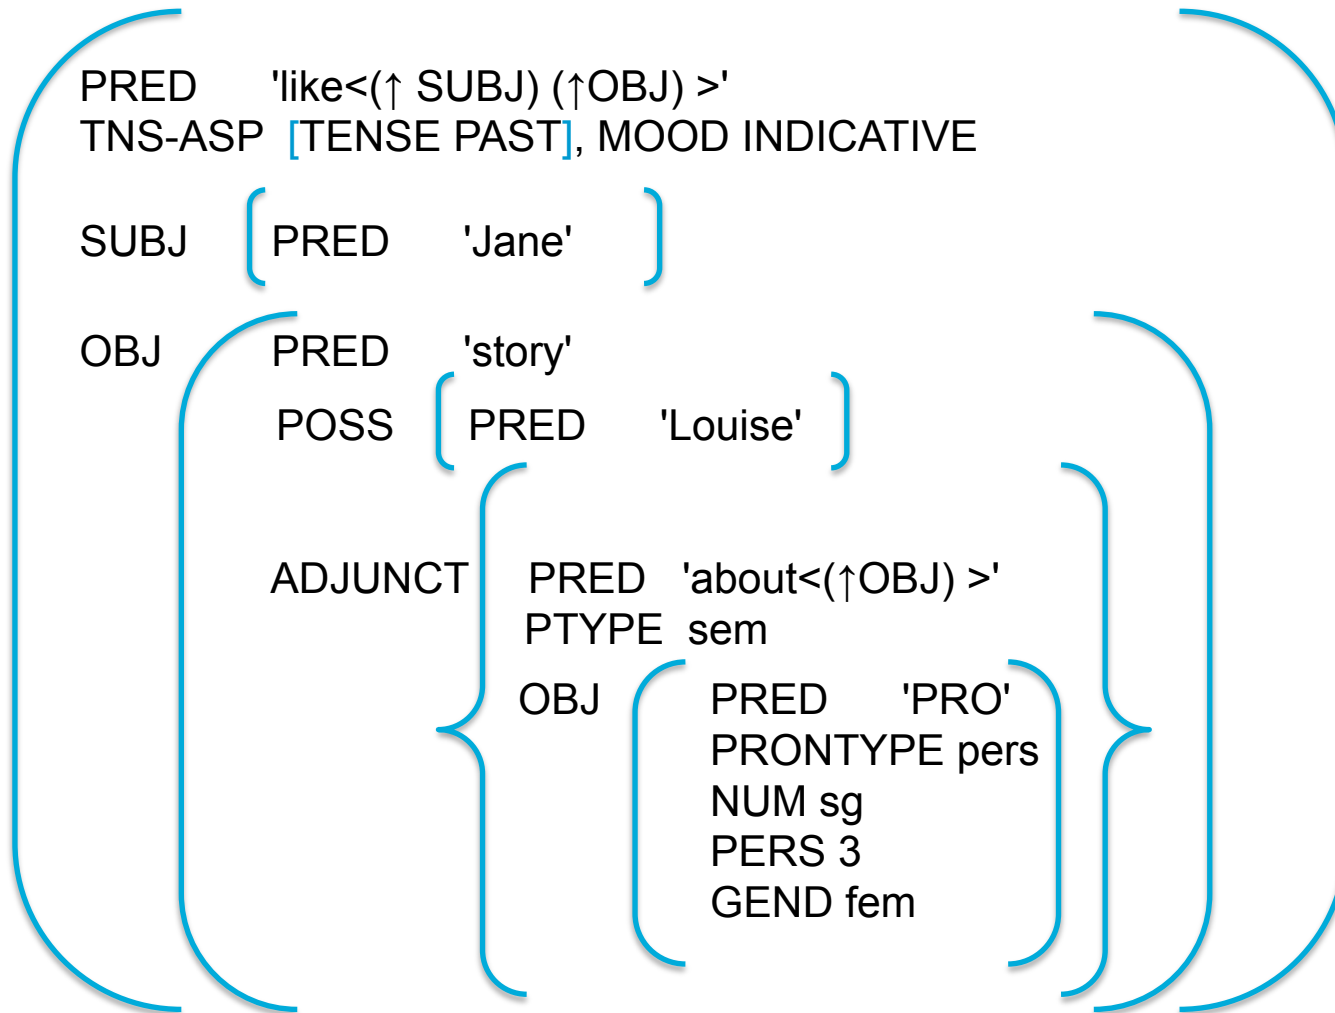 PRED 'like<(↑ SUBJ) (↑OBJ) >'
TNS-ASP [TENSE PAST], MOOD INDICATIVE
SUBJ PRED 'Jane'
OBJ PRED 'story'
POSS PRED 'Louise'
ADJUNCT PRED 'about<(↑OBJ) >'
PTYPE sem
OBJ PRED 'PRO'
PRONTYPE pers
NUM sg
PERS 3
GEND fem